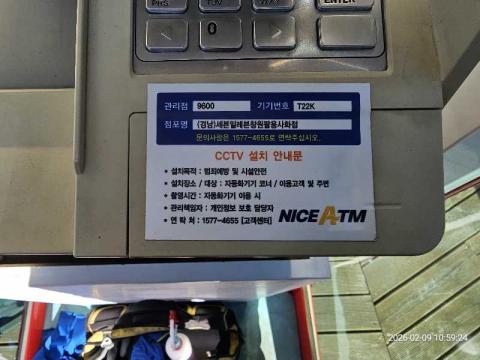 PRS
TUV
WXY
ENTER
0
관리점 9600 기기번호 T22K
점포명 (경남)세븐일레븐창원팔용사화점
문의사항은 1577-4655로 연락주십시오.
CCTV 설치 안내문
• 설치목적 : 범죄예방 및 시설안전
• 설치장소 / 대상 : 자동화기기 코너 / 이용고객 및 주변
• 촬영시간 : 자동화기기 이용 시
• 관리책임자 : 개인정보 보호 담당자
• 연 락 처 : 1577-4655 [고객센터]
NICE ATM
2026-02-09 10:59:24